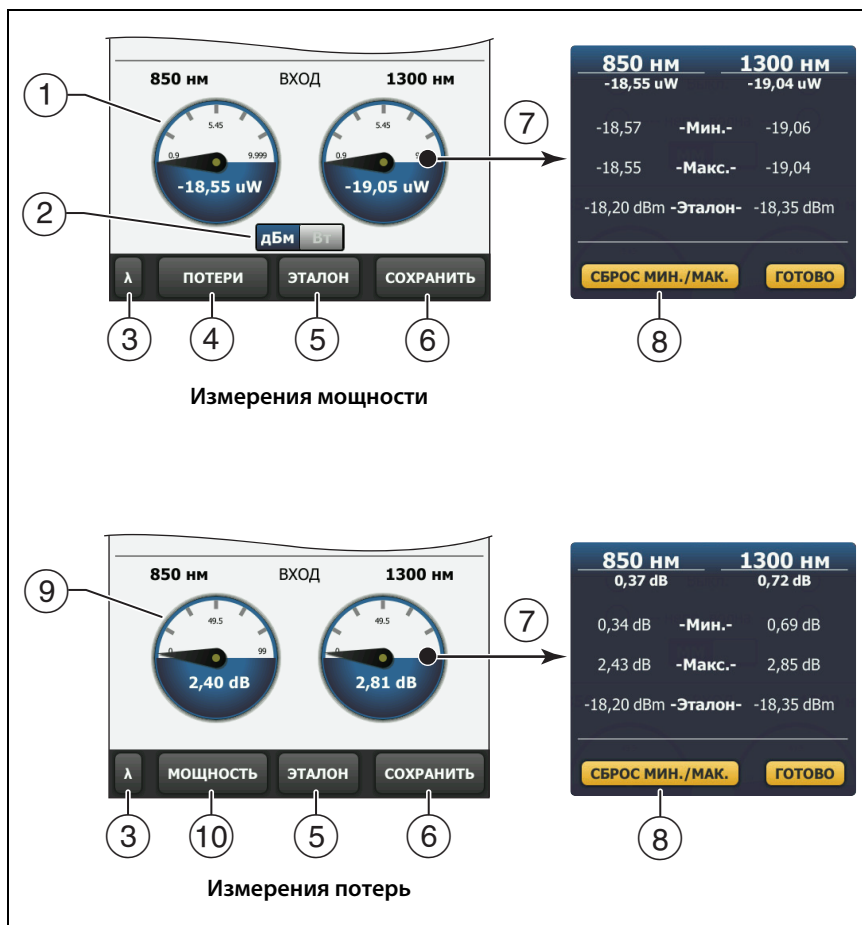 850 нм ВХОД 1300 нм
1
5.45 5.45
0.9 9.999 0.9
-18,55 uW -19,05 uW
2
дБм Вт
λ ПОТЕРИ ЭТАЛОН СОХРАНИТЬ
3 4 5 6
7
850 нм 1300 нм
-18,55 uW -19,04 uW
-18,57 -Мин.- -19,06
-18,55 -Макс.- -19,04
-18,20 dBm -Эталон- -18,35 dBm
СБРОС МИН./МАК. ГОТОВО
8
Измерения мощности
850 нм ВХОД 1300 нм
9
49.5 49.5
0 99 0
2,40 dB 2,81 dB
λ МОЩНОСТЬ ЭТАЛОН СОХРАНИТЬ
3 10 5 6
7
850 нм 1300 нм
0,37 dB 0,72 dB
0,34 dB -Мин.- 0,69 dB
2,43 dB -Макс.- 2,85 dB
-18,20 dBm -Эталон- -18,35 dBm
СБРОС МИН./МАК. ГОТОВО
8
Измерения потерь